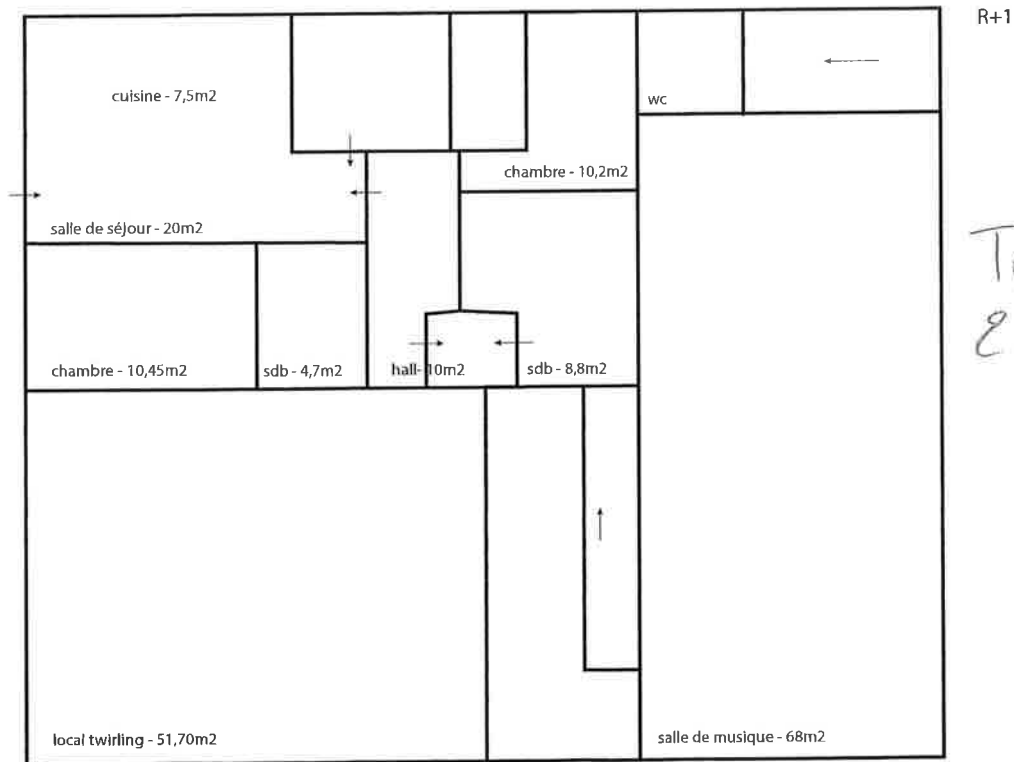 R+1
cuisine - 7,5m2
wc
chambre - 10,2m2
salle de séjour - 20m2
chambre - 10,45m2
sdb - 4,7m2
hall- 10m2
sdb - 8,8m2
local twirling - 51,70m2
salle de musique - 68m2